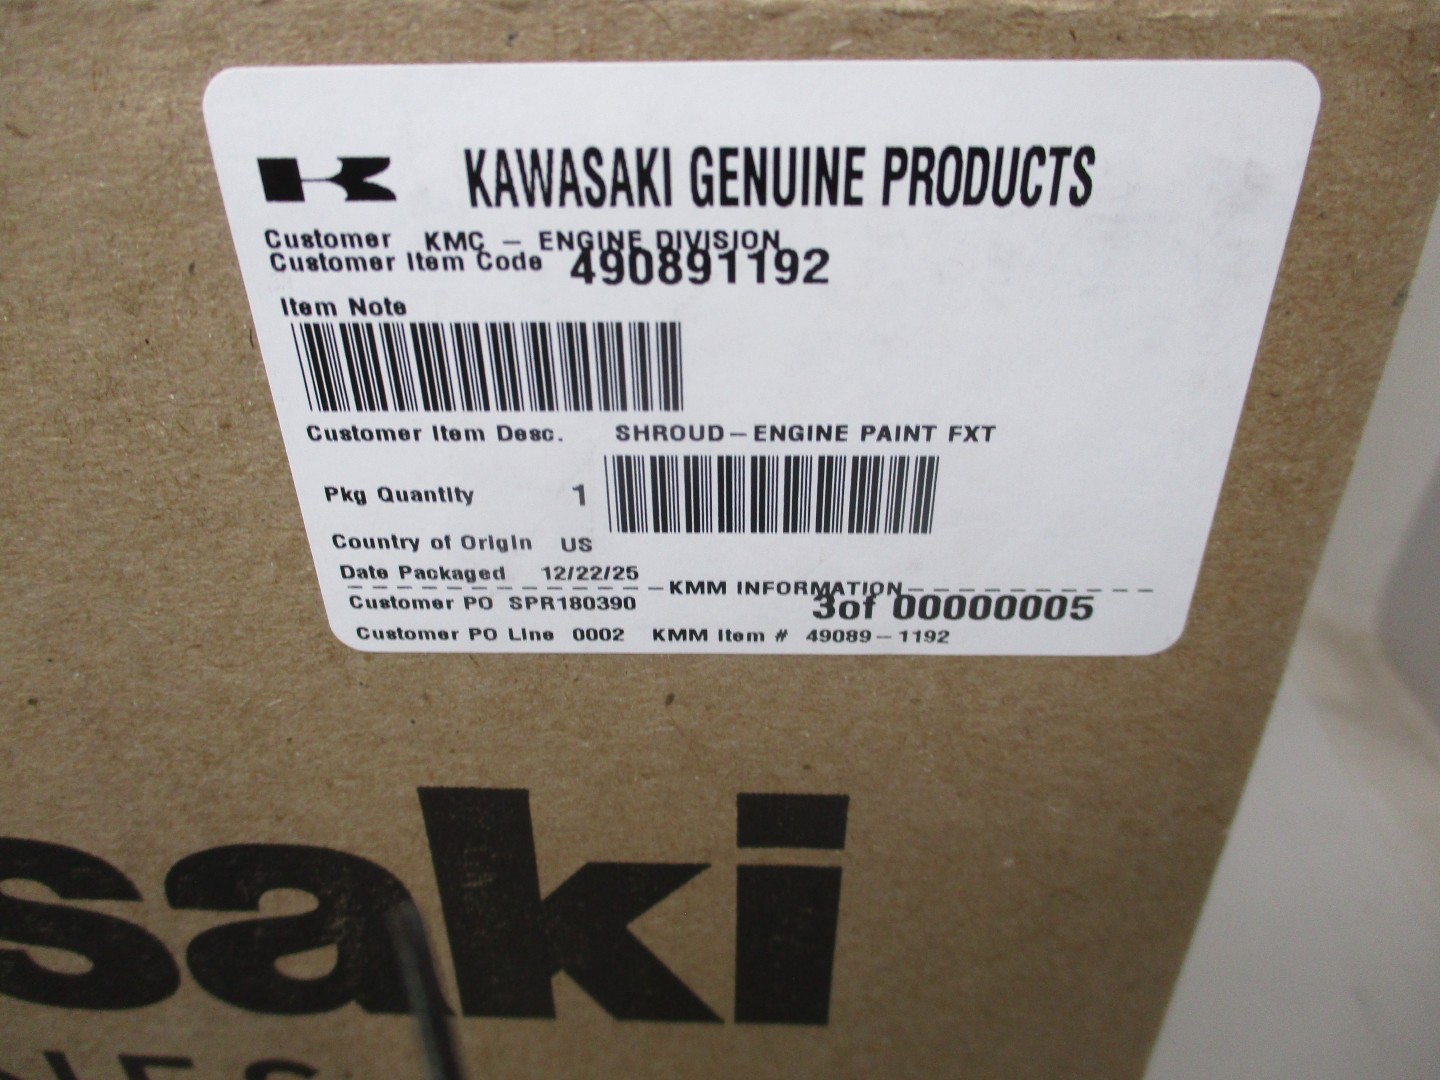 KAWASAKI GENUINE PRODUCTS
Customer KMC - ENGINE DIVISION
Customer Item Code 490891192
Item Note
Customer Item Desc. SHROUD-ENGINE PAINT FXT
Pkg Quantity 1
Country of Origin US
Date Packaged 12/22/25
KMM INFORMATION
Customer PO SPR180390 3of 00000005
Customer PO Line 0002 KMM Item # 49089-1192
saki